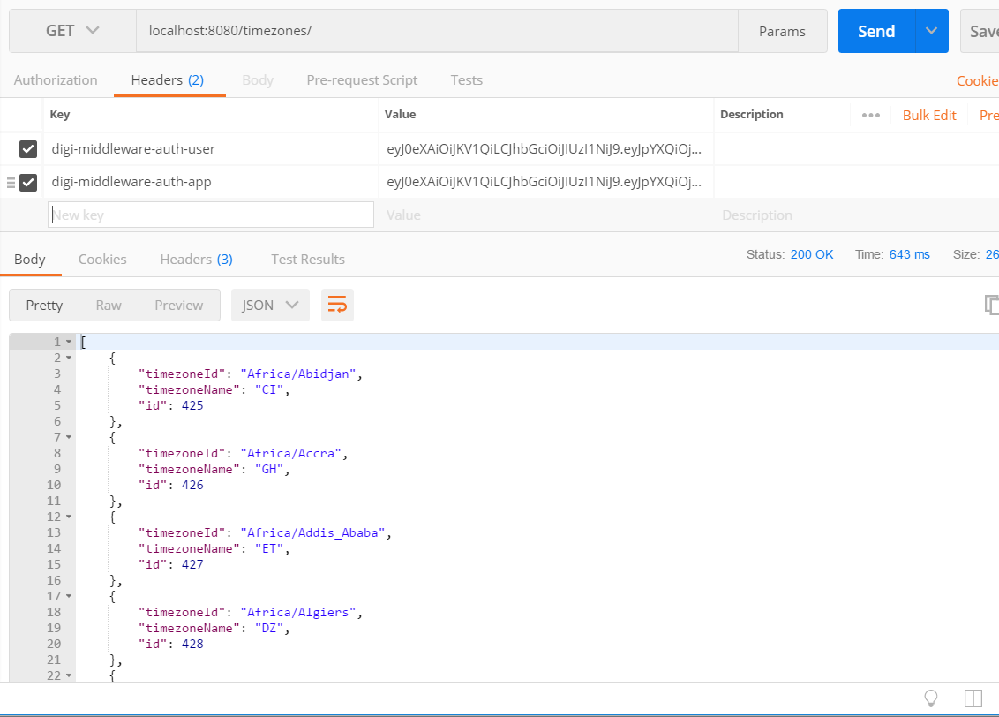 GET localhost:8080/timezones/ Params Send Save
Authorization Headers (2) Body Pre-request Script Tests Cookie
Key Value Description ••• Bulk Edit Pre
digi-middleware-auth-user eyJ0eXAiOiJKV1QiLCJhbGciOiJIUzI1NiJ9.eyJpYXQiOj...
digi-middleware-auth-app eyJ0eXAiOiJKV1QiLCJhbGciOiJIUzI1NiJ9.eyJpYXQiOj...
New key Value Description
Body Cookies Headers (3) Test Results Status: 200 OK Time: 643 ms Size: 26
Pretty Raw Preview JSON
1 [
2 {
3 "timezoneId": "Africa/Abidjan",
4 "timezoneName": "CI",
5 "id": 425
6 },
7 {
8 "timezoneId": "Africa/Accra",
9 "timezoneName": "GH",
10 "id": 426
11 },
12 {
13 "timezoneId": "Africa/Addis_Ababa",
14 "timezoneName": "ET",
15 "id": 427
16 },
17 {
18 "timezoneId": "Africa/Algiers",
19 "timezoneName": "DZ",
20 "id": 428
21 },
22 {